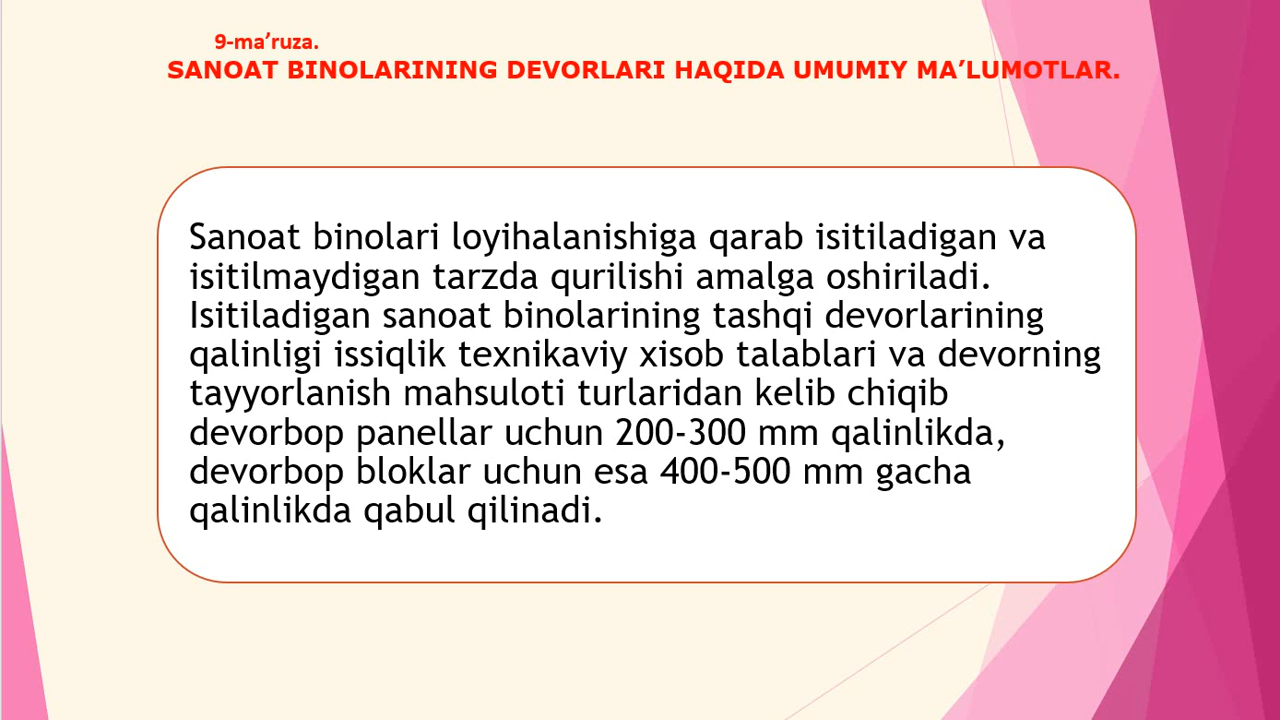 9-ma’ruza.
SANOAT BINOLARINING DEVORLARI HAQIDA UMUMIY MA’LUMOTLAR.
Sanoat binolari loyihalanishiga qarab isitiladigan va
isitilmaydigan tarzda qurilishi amalga oshiriladi.
Isitiladigan sanoat binolarining tashqi devorlarining
qalinligi issiqlik texnikaviy xisob talablari va devorning
tayyorlanish mahsuloti turlaridan kelib chiqib
devorbop panellar uchun 200-300 mm qalinlikda,
devorbop bloklar uchun esa 400-500 mm gacha
qalinlikda qabul qilinadi.